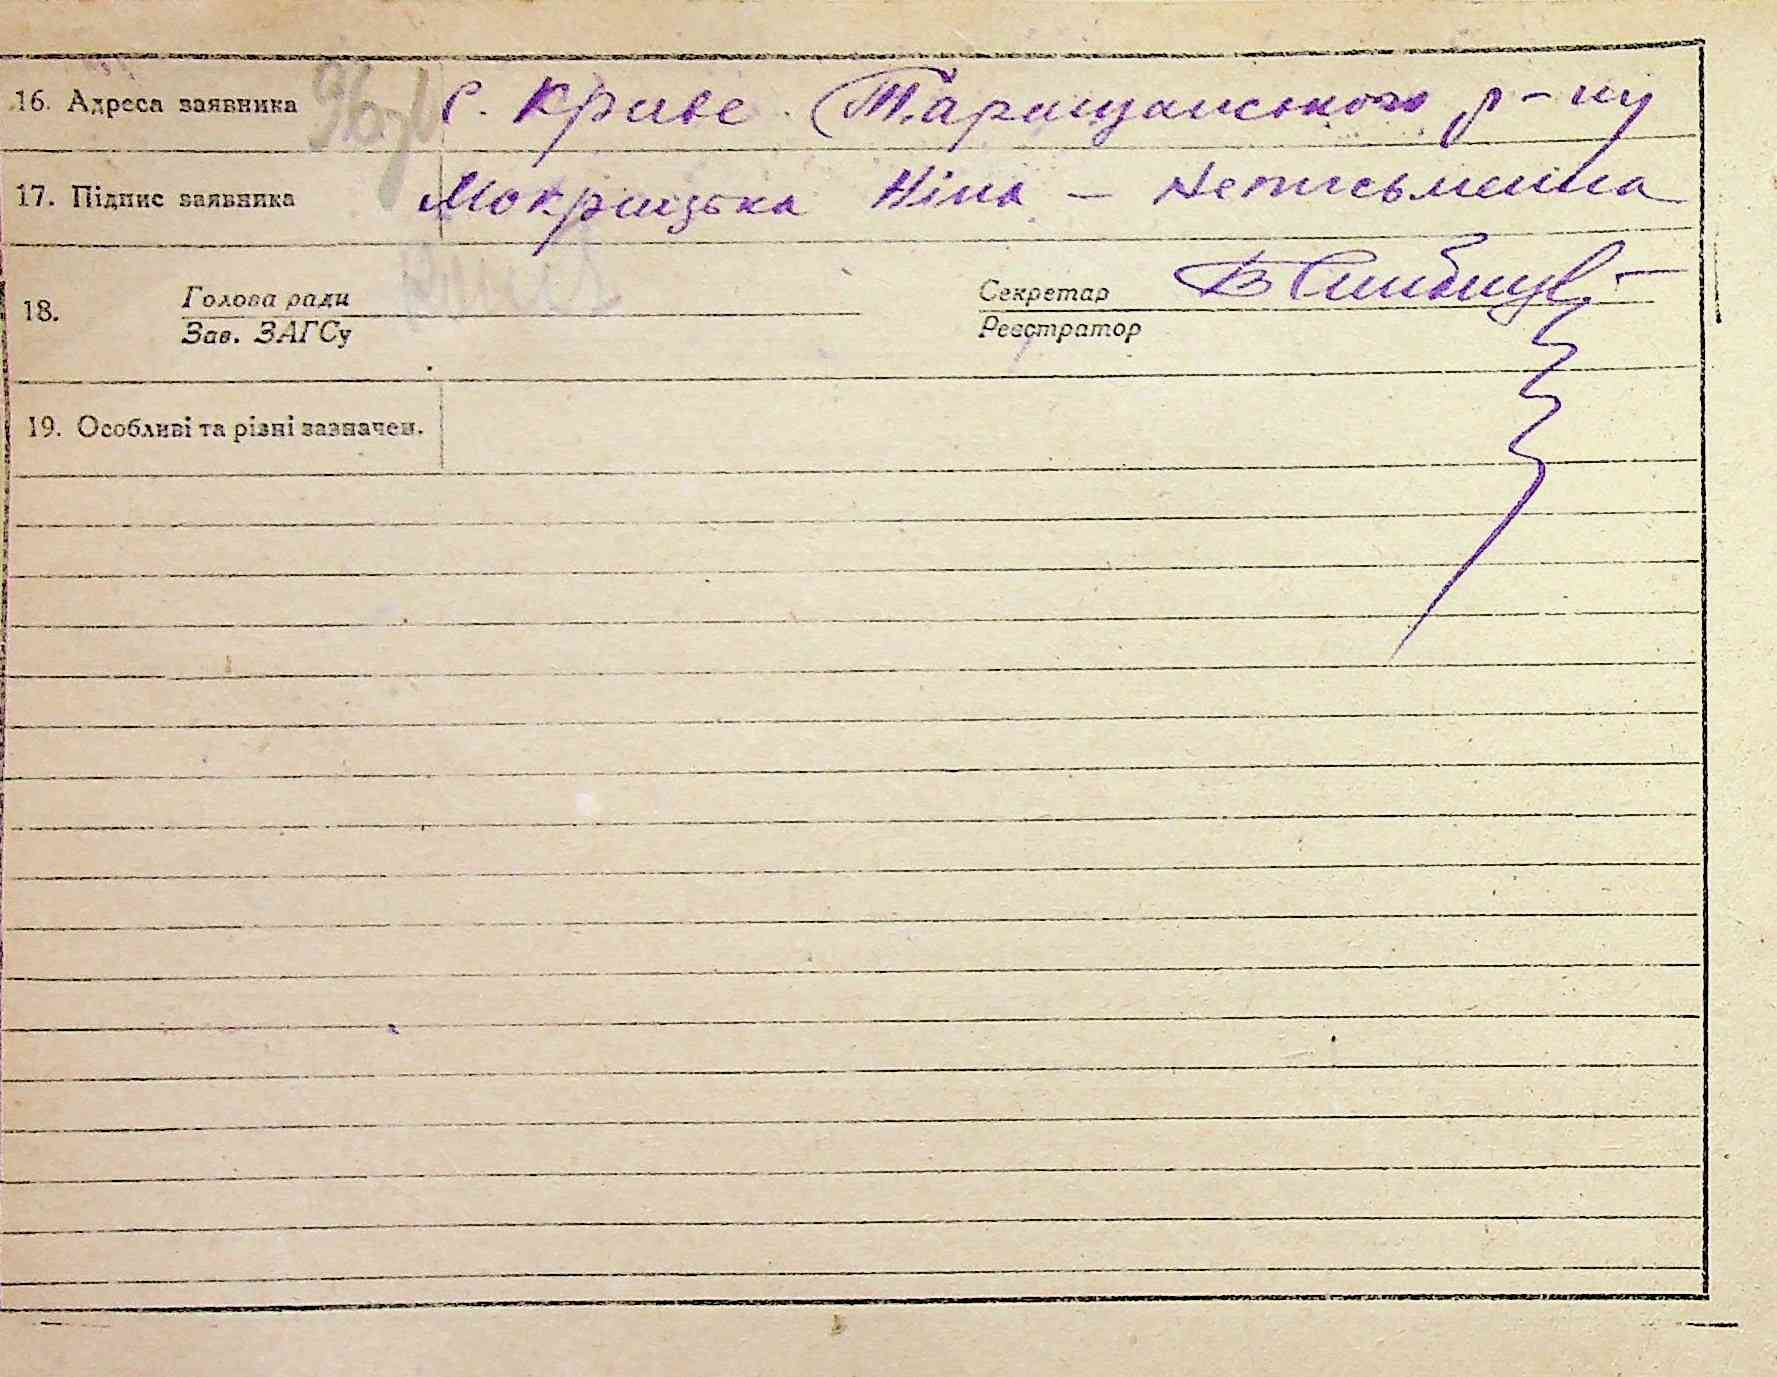 16. Адреса заявника с. Криве Таращанського р-ну
17. Підпис заявника Мокрицька Ніна — Неписьменна
18. Голова ради Секретар
Зав. ЗАГСу Реєстратор
19. Особливі та різні зазначен.